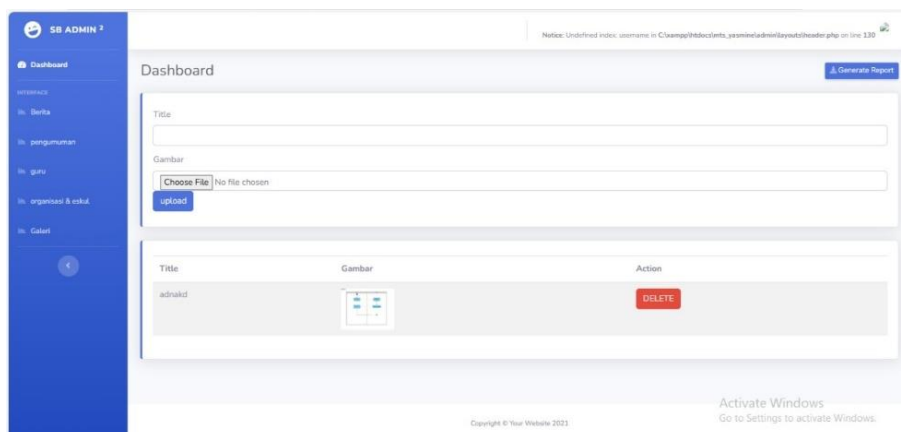 SB ADMIN 2
Notice: Undefined index: username in C:\xampp\htdocs\mts_yasmine\admin\layouts\header.php on line 130
Dashboard
Dashboard
Generate Report
INTERFACE
Berita
pengumuman
guru
organisasi & eskul
Galeri
Title
Gambar
Choose File No file chosen
upload
Title Gambar Action
adnakd DELETE
Activate Windows
Go to Settings to activate Windows.
Copyright © Your Website 2021